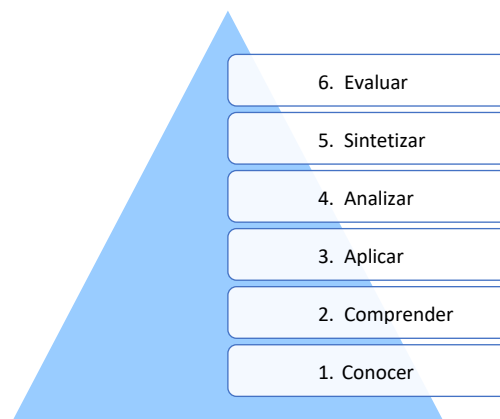 6. Evaluar
5. Sintetizar
4. Analizar
3. Aplicar
2. Comprender
1. Conocer